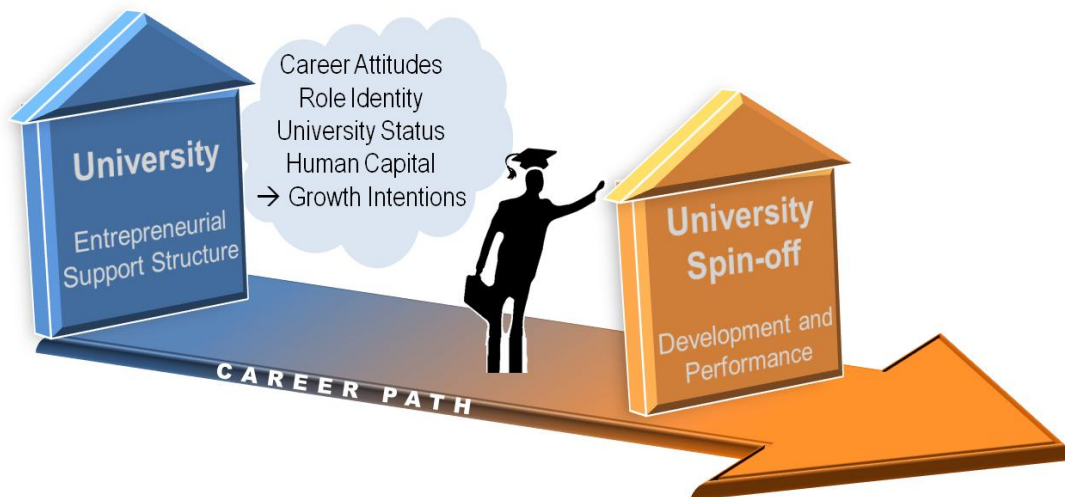 University
Entrepreneurial
Support Structure
Career Attitudes
Role Identity
University Status
Human Capital
→ Growth Intentions
University
Spin-off
Development and
Performance
CAREER PATH